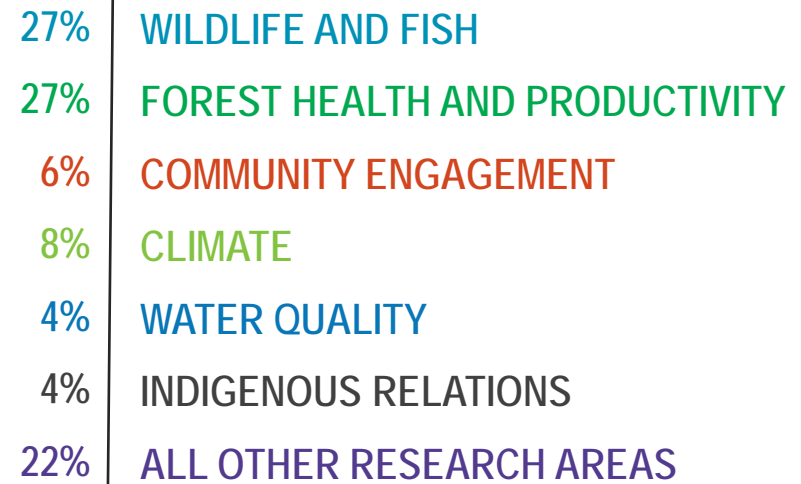 27% WILDLIFE AND FISH
27% FOREST HEALTH AND PRODUCTIVITY
6% COMMUNITY ENGAGEMENT
8% CLIMATE
4% WATER QUALITY
4% INDIGENOUS RELATIONS
22% ALL OTHER RESEARCH AREAS